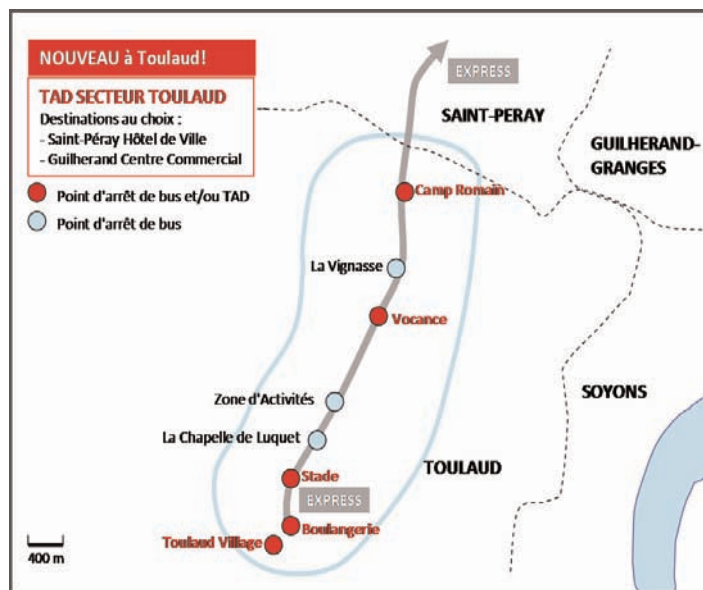 NOUVEAU à Toulaud!
TAD SECTEUR TOULAUD
Destinations au choix :
- Saint-Péray Hôtel de Ville
- Guilherand Centre Commercial
Point d'arrêt de bus et/ou TAD
Point d'arrêt de bus
EXPRESS
SAINT-PERAY
GUILHERAND-
GRANGES
Camp Romain
La Vignasse
Vocance
Zone d'Activités
SOYONS
La Chapelle de Luquet
TOULAUD
Stade
EXPRESS
Boulangerie
Toulaud Village
400 m